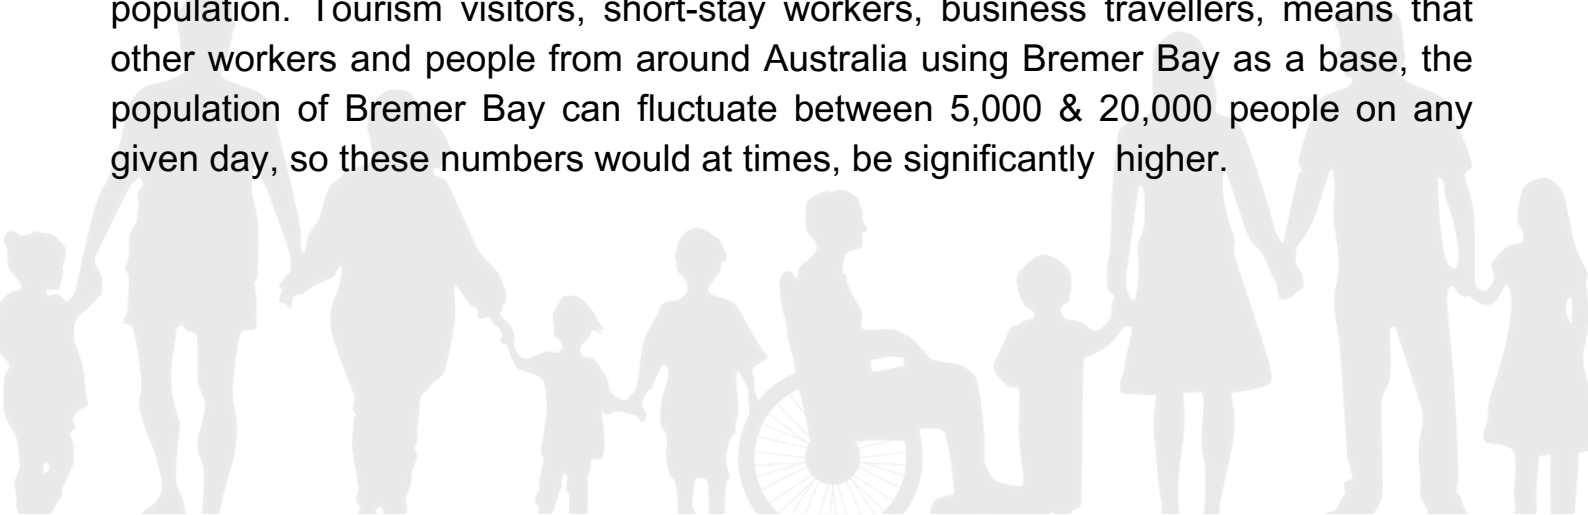 population. Tourism visitors, short-stay workers, business travellers, means that
other workers and people from around Australia using Bremer Bay as a base, the
population of Bremer Bay can fluctuate between 5,000 & 20,000 people on any
given day, so these numbers would at times, be significantly  higher.